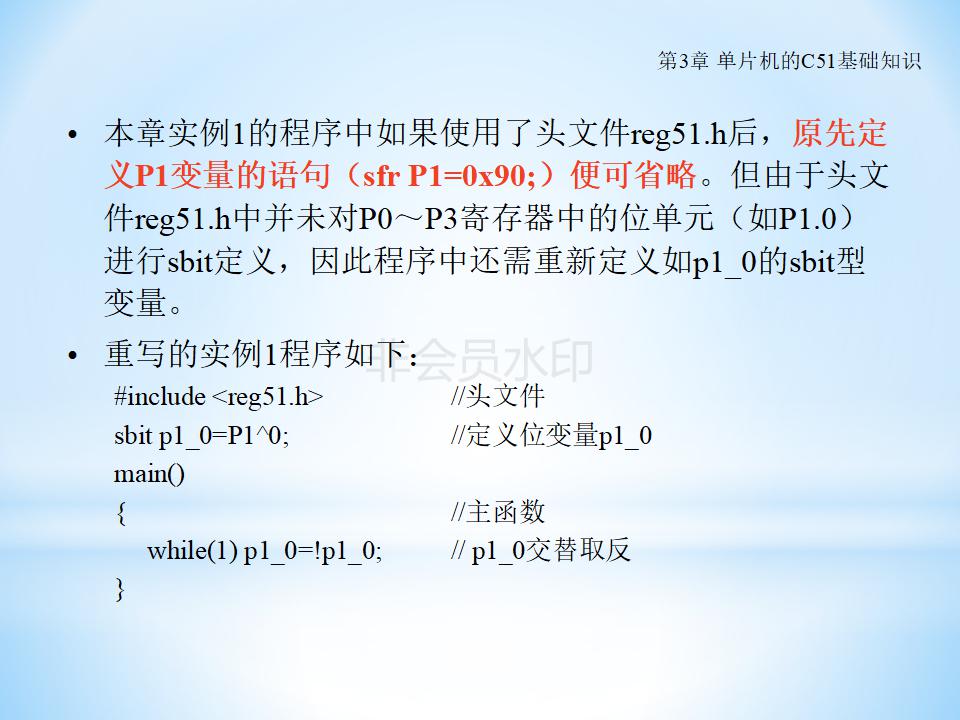 第3章 单片机的C51基础知识
• 本章实例1的程序中如果使用了头文件reg51.h后，原先定
义P1变量的语句（sfr P1=0x90;）便可省略。但由于头文
件reg51.h中并未对P0～P3寄存器中的位单元（如P1.0）
进行sbit定义，因此程序中还需重新定义如p1_0的sbit型
变量。
• 重写的实例1程序如下：
非会员水印
#include <reg51.h> //头文件
sbit p1_0=P1^0; //定义位变量p1_0
main()
{ //主函数
while(1) p1_0=!p1_0; // p1_0交替取反
}